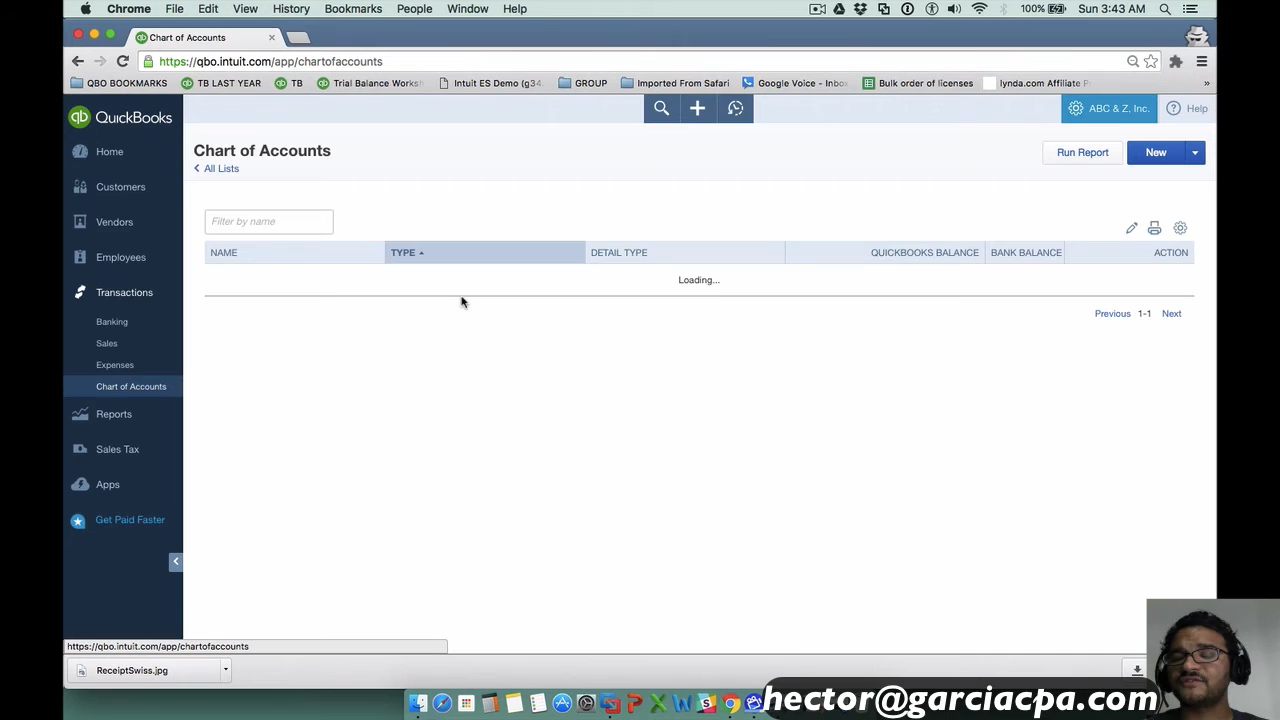 Chrome File Edit View History Bookmarks People Window Help 100% Sun 3:43 AM
Chart of Accounts
https://qbo.intuit.com/app/chartofaccounts
QBO BOOKMARKS TB LAST YEAR TB Trial Balance Works Intuit ES Demo (g34 GROUP Imported From Safari Google Voice - Inbo Bulk order of licenses lynda.com Affiliate P »
QuickBooks
ABC & Z, Inc. Help
Home
Customers
Vendors
Employees
Transactions
Banking
Sales
Expenses
Chart of Accounts
Reports
Sales Tax
Apps
Get Paid Faster
Chart of Accounts
All Lists
Run Report New
Filter by name
NAME TYPE DETAIL TYPE QUICKBOOKS BALANCE BANK BALANCE ACTION
Loading...
Previous 1-1 Next
https://qbo.intuit.com/app/chartofaccounts
ReceiptSwiss.jpg
hector@garciacpa.com